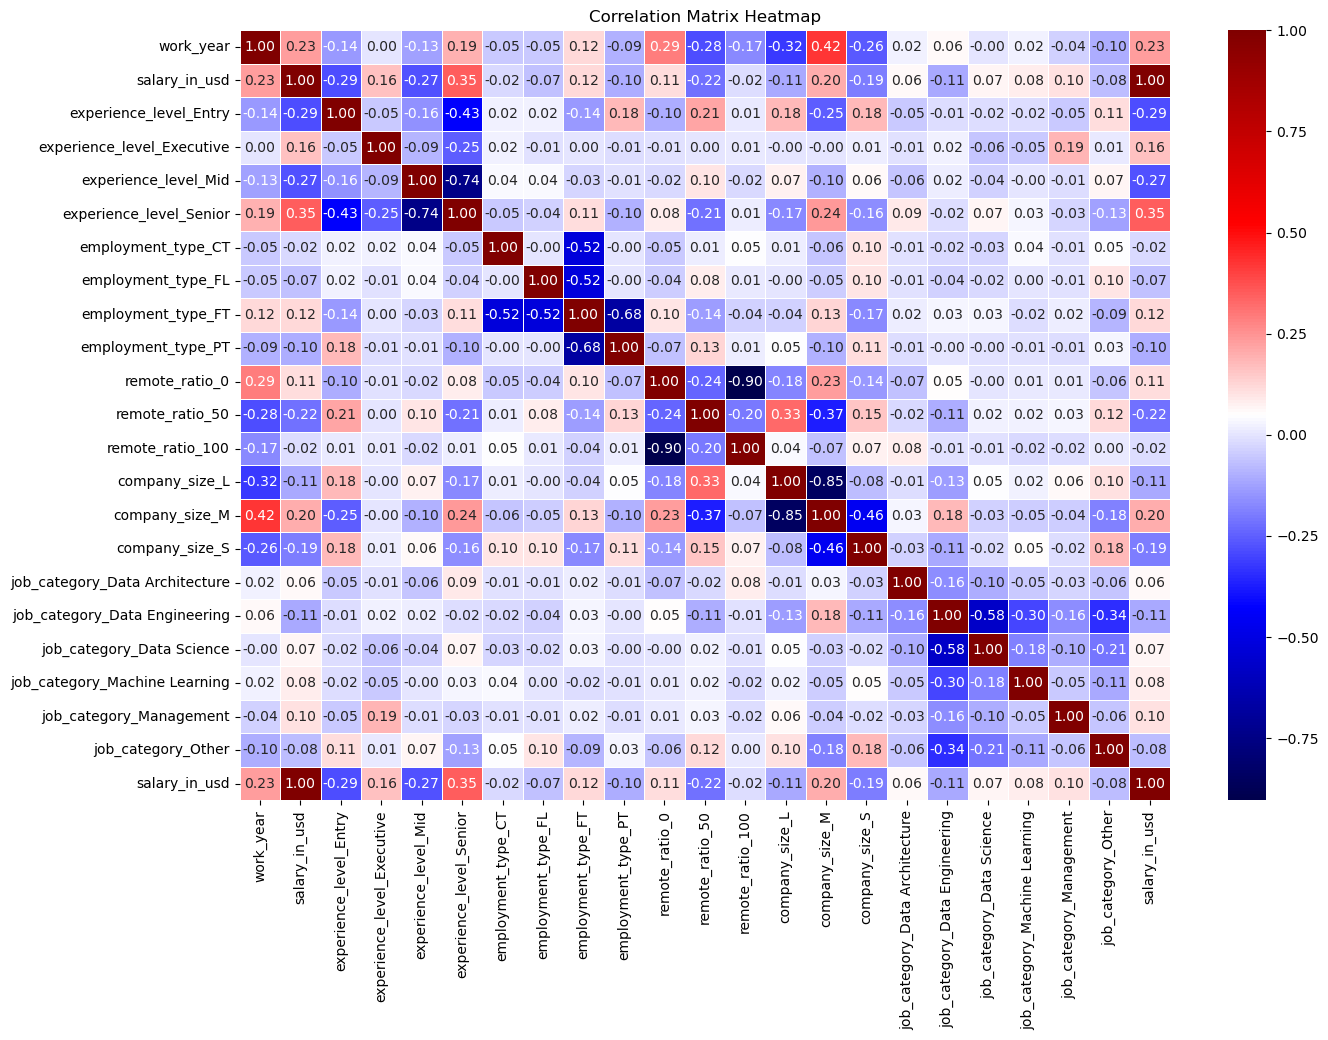 Correlation Matrix Heatmap
work_year 1.00 0.23 -0.14 0.00 -0.13 0.19 -0.05 -0.05 0.12 -0.09 0.29 -0.28 -0.17 -0.32 0.42 -0.26 0.02 0.06 -0.00 0.02 -0.04 -0.10 0.23
salary_in_usd 0.23 1.00 -0.29 0.16 -0.27 0.35 -0.02 -0.07 0.12 -0.10 0.11 -0.22 -0.02 -0.11 0.20 -0.19 0.06 -0.11 0.07 0.08 0.10 -0.08 1.00
experience_level_Entry -0.14 -0.29 1.00 -0.05 -0.16 -0.43 0.02 0.02 -0.14 0.18 -0.10 0.21 0.01 0.18 -0.25 0.18 -0.05 -0.01 -0.02 -0.02 -0.05 0.11 -0.29
experience_level_Executive 0.00 0.16 -0.05 1.00 -0.09 -0.25 0.02 -0.01 0.00 -0.01 -0.01 0.00 0.01 -0.00 -0.00 0.01 -0.01 0.02 -0.06 -0.05 0.19 0.01 0.16
experience_level_Mid -0.13 -0.27 -0.16 -0.09 1.00 -0.74 0.04 0.04 -0.03 -0.01 -0.02 0.10 -0.02 0.07 -0.10 0.06 -0.06 0.02 -0.04 -0.00 -0.01 0.07 -0.27
experience_level_Senior 0.19 0.35 -0.43 -0.25 -0.74 1.00 -0.05 -0.04 0.11 -0.10 0.08 -0.21 0.01 -0.17 0.24 -0.16 0.09 -0.02 0.07 0.03 -0.03 -0.13 0.35
employment_type_CT -0.05 -0.02 0.02 0.02 0.04 -0.05 1.00 -0.00 -0.52 -0.00 -0.05 0.01 0.05 0.01 -0.06 0.10 -0.01 -0.02 -0.03 0.04 -0.01 0.05 -0.02
employment_type_FL -0.05 -0.07 0.02 -0.01 0.04 -0.04 -0.00 1.00 -0.52 -0.00 -0.04 0.08 0.01 -0.00 -0.05 0.10 -0.01 -0.04 -0.02 0.00 -0.01 0.10 -0.07
employment_type_FT 0.12 0.12 -0.14 0.00 -0.03 0.11 -0.52 -0.52 1.00 -0.68 0.10 -0.14 -0.04 -0.04 0.13 -0.17 0.02 0.03 0.03 -0.02 0.02 -0.09 0.12
employment_type_PT -0.09 -0.10 0.18 -0.01 -0.01 -0.10 -0.00 -0.00 -0.68 1.00 -0.07 0.13 0.01 0.05 -0.10 0.11 -0.01 -0.00 -0.00 -0.01 -0.01 0.03 -0.10
remote_ratio_0 0.29 0.11 -0.10 -0.01 -0.02 0.08 -0.05 -0.04 0.10 -0.07 1.00 -0.24 -0.90 -0.18 0.23 -0.14 -0.07 0.05 -0.00 0.01 0.01 -0.06 0.11
remote_ratio_50 -0.28 -0.22 0.21 0.00 0.10 -0.21 0.01 0.08 -0.14 0.13 -0.24 1.00 -0.20 0.33 -0.37 0.15 -0.02 -0.11 0.02 0.02 0.03 0.12 -0.22
remote_ratio_100 -0.17 -0.02 0.01 0.01 -0.02 0.01 0.05 0.01 -0.04 0.01 -0.90 -0.20 1.00 0.04 -0.07 0.07 0.08 -0.01 -0.01 -0.02 -0.02 0.00 -0.02
company_size_L -0.32 -0.11 0.18 -0.00 0.07 -0.17 0.01 -0.00 -0.04 0.05 -0.18 0.33 0.04 1.00 -0.85 -0.08 -0.01 -0.13 0.05 0.02 0.06 0.10 -0.11
company_size_M 0.42 0.20 -0.25 -0.00 -0.10 0.24 -0.06 -0.05 0.13 -0.10 0.23 -0.37 -0.07 -0.85 1.00 -0.46 0.03 0.18 -0.03 -0.05 -0.04 -0.18 0.20
company_size_S -0.26 -0.19 0.18 0.01 0.06 -0.16 0.10 0.10 -0.17 0.11 -0.14 0.15 0.07 -0.08 -0.46 1.00 -0.03 -0.11 -0.02 0.05 -0.02 0.18 -0.19
job_category_Data Architecture 0.02 0.06 -0.05 -0.01 -0.06 0.09 -0.01 -0.01 0.02 -0.01 -0.07 -0.02 0.08 -0.01 0.03 -0.03 1.00 -0.16 -0.10 -0.05 -0.03 -0.06 0.06
job_category_Data Engineering 0.06 -0.11 -0.01 0.02 0.02 -0.02 -0.02 -0.04 0.03 -0.00 0.05 -0.11 -0.01 -0.13 0.18 -0.11 -0.16 1.00 -0.58 -0.30 -0.16 -0.34 -0.11
job_category_Data Science -0.00 0.07 -0.02 -0.06 -0.04 0.07 -0.03 -0.02 0.03 -0.00 -0.00 0.02 -0.01 0.05 -0.03 -0.02 -0.10 -0.58 1.00 -0.18 -0.10 -0.21 0.07
job_category_Machine Learning 0.02 0.08 -0.02 -0.05 -0.00 0.03 0.04 0.00 -0.02 -0.01 0.01 0.02 -0.02 0.02 -0.05 0.05 -0.05 -0.30 -0.18 1.00 -0.05 -0.11 0.08
job_category_Management -0.04 0.10 -0.05 0.19 -0.01 -0.03 -0.01 -0.01 0.02 -0.01 0.01 0.03 -0.02 0.06 -0.04 -0.02 -0.03 -0.16 -0.10 -0.05 1.00 -0.06 0.10
job_category_Other -0.10 -0.08 0.11 0.01 0.07 -0.13 0.05 0.10 -0.09 0.03 -0.06 0.12 0.00 0.10 -0.18 0.18 -0.06 -0.34 -0.21 -0.11 -0.06 1.00 -0.08
salary_in_usd 0.23 1.00 -0.29 0.16 -0.27 0.35 -0.02 -0.07 0.12 -0.10 0.11 -0.22 -0.02 -0.11 0.20 -0.19 0.06 -0.11 0.07 0.08 0.10 -0.08 1.00
work_year
salary_in_usd
experience_level_Entry
experience_level_Executive
experience_level_Mid
experience_level_Senior
employment_type_CT
employment_type_FL
employment_type_FT
employment_type_PT
remote_ratio_0
remote_ratio_50
remote_ratio_100
company_size_L
company_size_M
company_size_S
job_category_Data Architecture
job_category_Data Engineering
job_category_Data Science
job_category_Machine Learning
job_category_Management
job_category_Other
salary_in_usd
1.00
0.75
0.50
0.25
0.00
−0.25
−0.50
−0.75